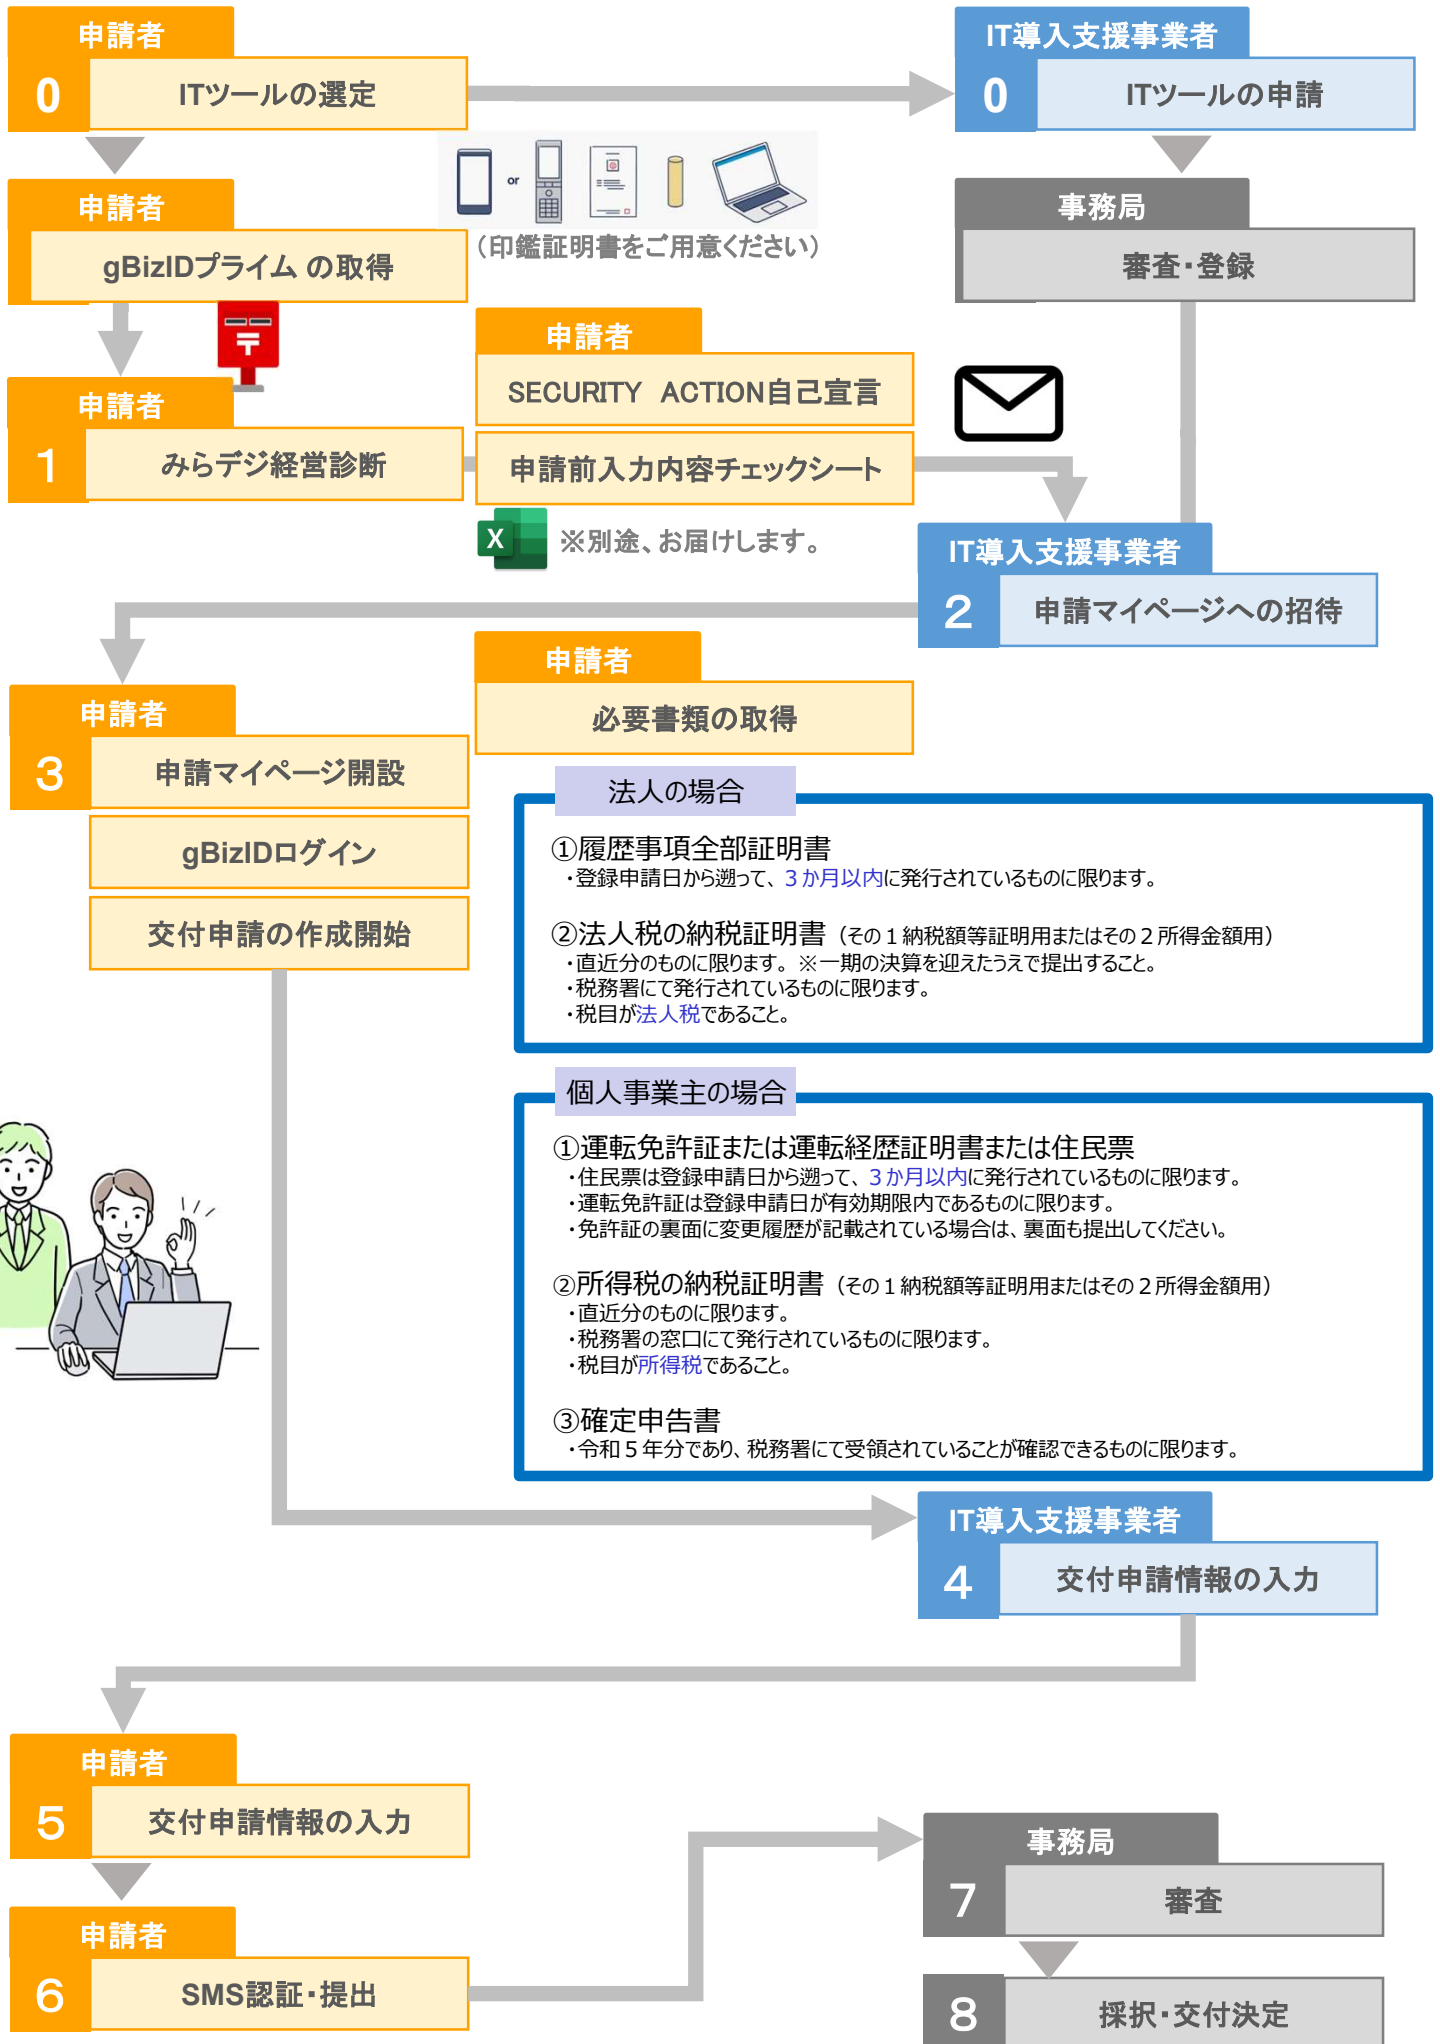 申請者
0
ITツールの選定
IT導入支援事業者
0
ITツールの申請
or
(印鑑証明書をご用意ください)
申請者
gBizIDプライム の取得
事務局
審査・登録
〒
申請者
SECURITY ACTION自己宣言
申請者
1
みらデジ経営診断
申請前入力内容チェックシート
X
※別途、お届けします。
IT導入支援事業者
2
申請マイページへの招待
申請者
必要書類の取得
申請者
3
申請マイページ開設
gBizIDログイン
交付申請の作成開始
法人の場合
①履歴事項全部証明書
・登録申請日から遡って、３か月以内に発行されているものに限ります。
②法人税の納税証明書（その１納税額等証明用またはその２所得金額用）
・直近分のものに限ります。※一期の決算を迎えたうえで提出すること。
・税務署にて発行されているものに限ります。
・税目が法人税であること。
個人事業主の場合
①運転免許証または運転経歴証明書または住民票
・住民票は登録申請日から遡って、３か月以内に発行されているものに限ります。
・運転免許証は登録申請日が有効期限内であるものに限ります。
・免許証の裏面に変更履歴が記載されている場合は、裏面も提出してください。
②所得税の納税証明書（その１納税額等証明用またはその２所得金額用）
・直近分のものに限ります。
・税務署の窓口にて発行されているものに限ります。
・税目が所得税であること。
③確定申告書
・令和５年分であり、税務署にて受領されていることが確認できるものに限ります。
IT導入支援事業者
4
交付申請情報の入力
申請者
5
交付申請情報の入力
申請者
6
SMS認証・提出
事務局
7
審査
8
採択・交付決定